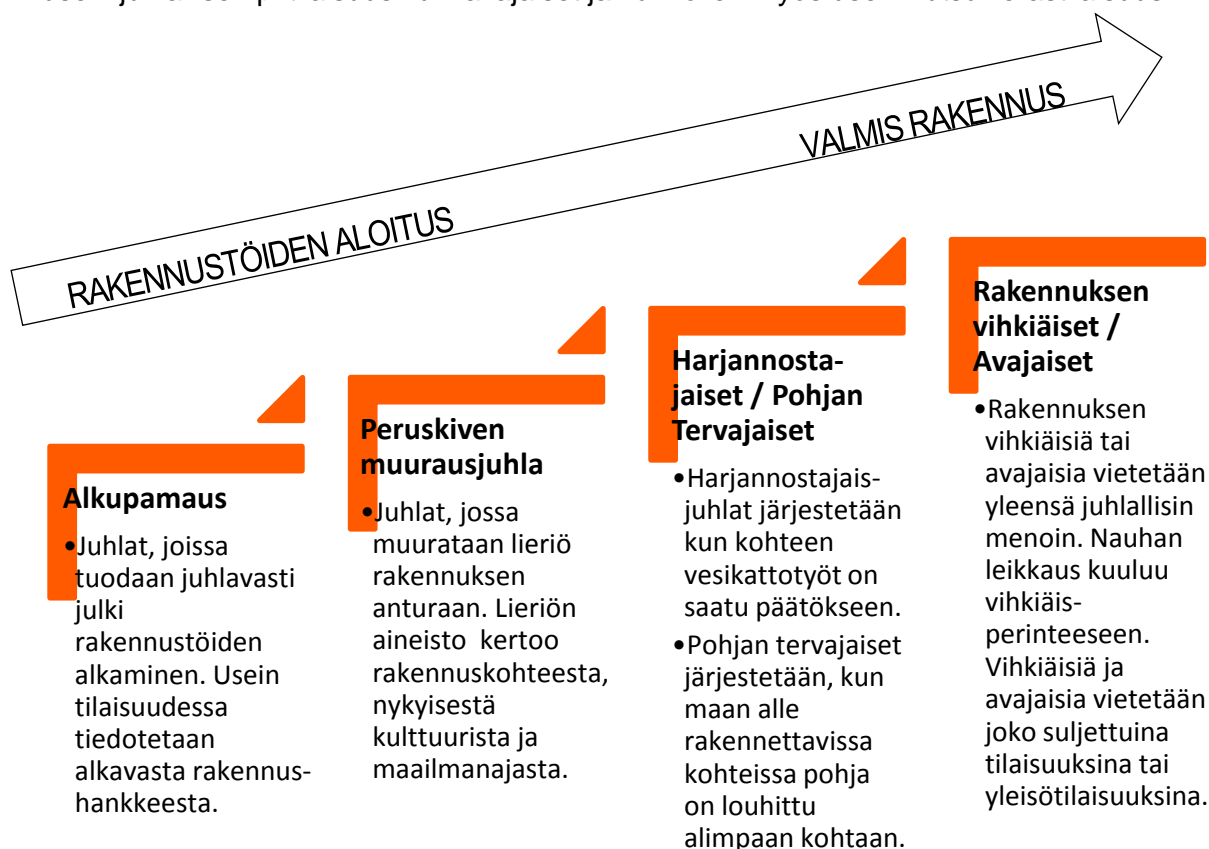 RAKENNUSTÖIDEN ALOITUS
VALMIS RAKENNUS
Alkupamaus
•Juhlat, joissa
tuodaan juhlavasti
julki
rakennustöiden
alkaminen. Usein
tilaisuudessa
tiedotetaan
alkavasta rakennus-
hankkeesta.
Peruskiven
muurausjuhla
•Juhlat, jossa
muurataan lieriö
rakennuksen
anturaan. Lieriön
aineisto kertoo
rakennuskohteesta,
nykyisestä
kulttuurista ja
maailmanajasta.
Harjannosta-
jaiset / Pohjan
Tervajaiset
•Harjannostajais-
juhlat järjestetään
kun kohteen
vesikattotyöt on
saatu päätökseen.
•Pohjan tervajaiset
järjestetään, kun
maan alle
rakennettavissa
kohteissa pohja
on louhittu
alimpaan kohtaan.
Rakennuksen
vihkiäiset /
Avajaiset
•Rakennuksen
vihkiäisiä tai
avajaisia vietetään
yleensä juhlallisin
menoin. Nauhan
leikkaus kuuluu
vihkiäis-
perinteeseen.
Vihkiäisiä ja
avajaisia vietetään
joko suljettuina
tilaisuuksina tai
yleisötilaisuuksina.